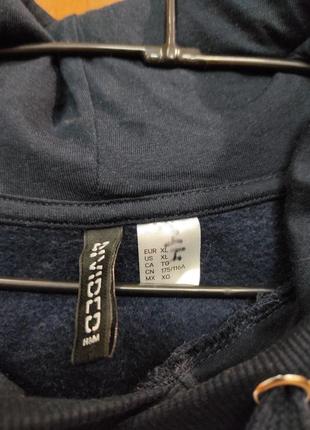 DIVIDED
H&M
EUR XL
US XL
CA TG
CN 175/116A
MX XG